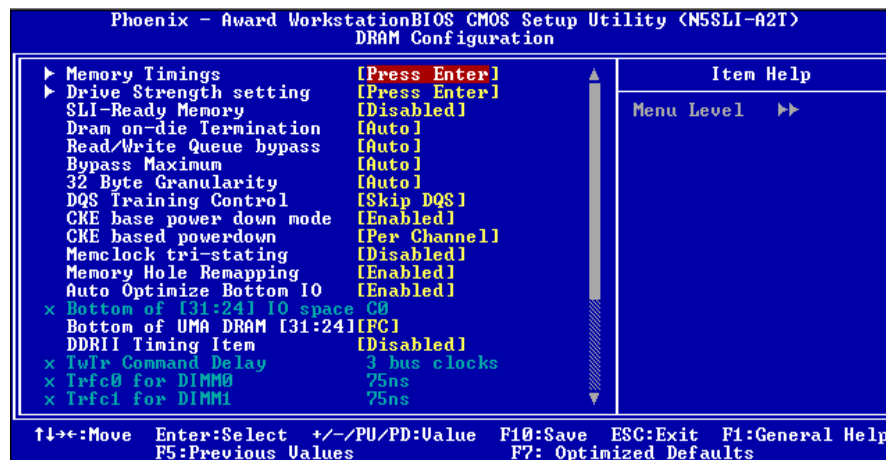 Phoenix - Award WorkstationBIOS CMOS Setup Utility (N5SLI-A2T)
DRAM Configuration
▶ Memory Timings [Press Enter]
▶ Drive Strength setting [Press Enter]
SLI-Ready Memory [Disabled]
Dram on-die Termination [Auto]
Read/Write Queue bypass [Auto]
Bypass Maximum [Auto]
32 Byte Granularity [Auto]
DQS Training Control [Skip DQS]
CKE base power down mode [Enabled]
CKE based powerdown [Per Channel]
Memclock tri-stating [Disabled]
Memory Hole Remapping [Enabled]
Auto Optimize Bottom IO [Enabled]
x Bottom of [31:24] IO space C0
Bottom of UMA DRAM [31:24][FC]
DDRII Timing Item [Disabled]
x TwTr Command Delay 3 bus clocks
x Trfc0 for DIMM0 75ns
x Trfc1 for DIMM1 75ns
Item Help
Menu Level ▶▶
↑↓→←:Move Enter:Select +/-/PU/PD:Value F10:Save ESC:Exit F1:General Help
F5:Previous Values F7: Optimized Defaults